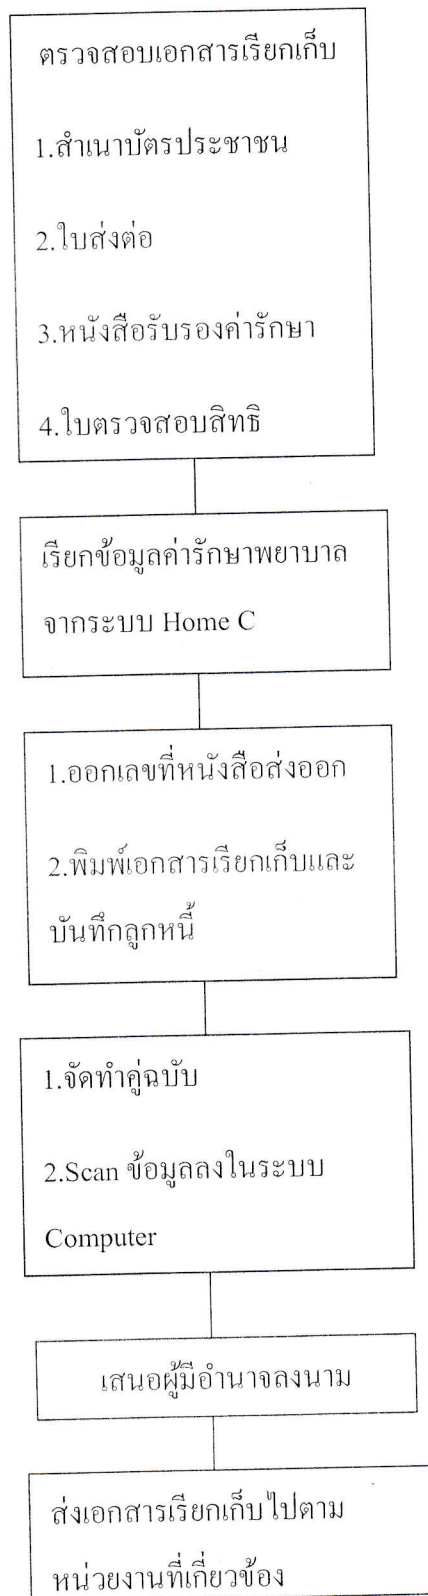 ตรวจสอบเอกสารเรียกเก็บ
1.สำเนาบัตรประชาชน
2.ใบส่งต่อ
3.หนังสือรับรองค่ารักษา
4.ใบตรวจสอบสิทธิ
เรียกข้อมูลค่ารักษาพยาบาล
จากระบบ Home C
1.ออกเลขที่หนังสือส่งออก
2.พิมพ์เอกสารเรียกเก็บและ
บันทึกลูกหนี้
1.จัดทำคู่ฉบับ
2.Scan ข้อมูลลงในระบบ
Computer
เสนอผู้มีอำนาจลงนาม
ส่งเอกสารเรียกเก็บไปตาม
หน่วยงานที่เกี่ยวข้อง